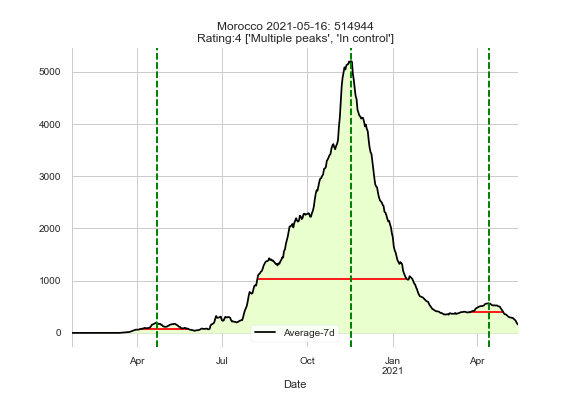 Morocco 2021-05-16: 514944
Rating:4 ['Multiple peaks', 'In control']
5000
4000
3000
2000
1000
0
Average-7d
Apr
Jul
Oct
Jan
2021
Apr
Date